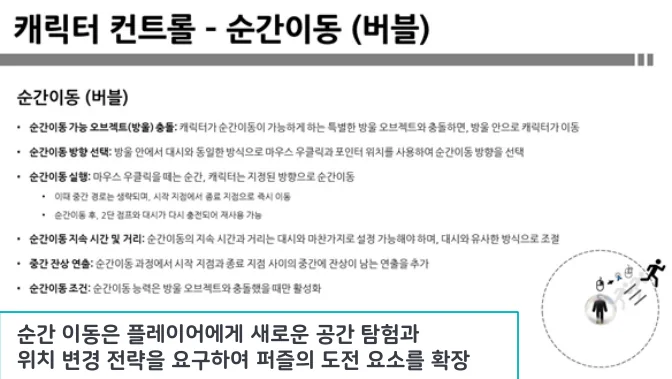 캐릭터 컨트롤 - 순간이동 (버블)
순간이동 (버블)
• 순간이동 가능 오브젝트(방울) 충돌: 캐릭터가 순간이동이 가능하게 하는 특별한 방울 오브젝트와 충돌하면, 방울 안으로 캐릭터가 이동
• 순간이동 방향 선택: 방울 안에서 대시와 동일한 방식으로 마우스 우클릭과 포인터 위치를 사용하여 순간이동 방향을 선택
• 순간이동 실행: 마우스 우클릭을 떼는 순간, 캐릭터는 지정된 방향으로 순간이동
• 이때 중간 경로는 생략되며, 시작 지점에서 종료 지점으로 즉시 이동
• 순간이동 후, 2단 점프와 대시가 다시 충전되어 재사용 가능
• 순간이동 지속 시간 및 거리: 순간이동의 지속 시간과 거리는 대시와 마찬가지로 설정 가능해야 하며, 대시와 유사한 방식으로 조절
• 중간 잔상 연출: 순간이동 과정에서 시작 지점과 종료 지점 사이의 중간에 잔상이 남는 연출을 추가
• 순간이동 조건: 순간이동 능력은 방울 오브젝트와 충돌했을 때만 활성화
순간 이동은 플레이어에게 새로운 공간 탐험과
위치 변경 전략을 요구하여 퍼즐의 도전 요소를 확장